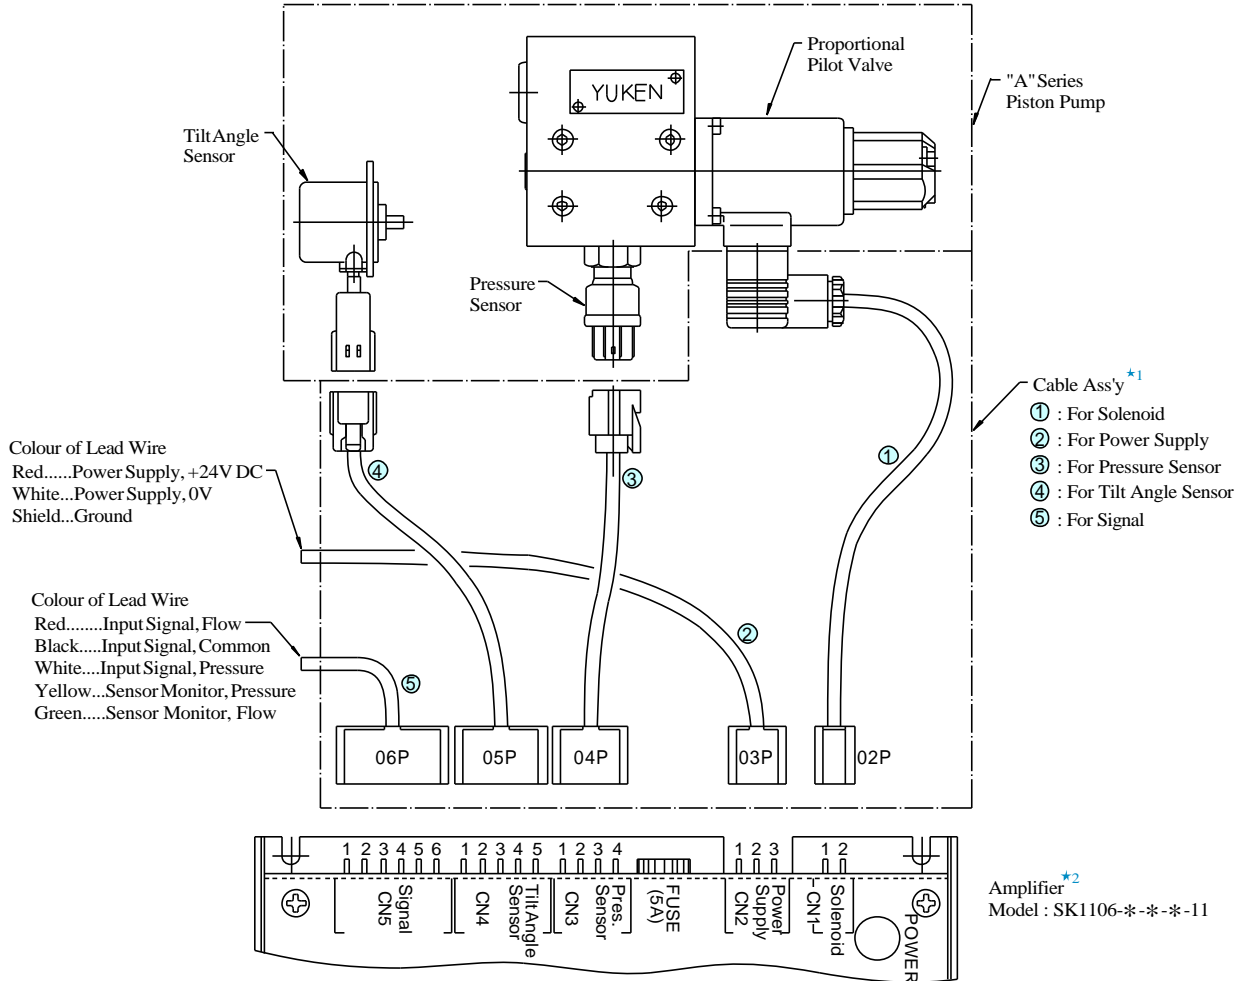 Proportional
Pilot Valve
YUKEN
"A" Series
Piston Pump
Tilt Angle
Sensor
Pressure
Sensor
Cable Ass'y ★1
① : For Solenoid
② : For Power Supply
③ : For Pressure Sensor
④ : For Tilt Angle Sensor
⑤ : For Signal
①
④
③
②
⑤
Colour of Lead Wire
Red......Power Supply, +24V DC
White...Power Supply, 0V
Shield...Ground
Colour of Lead Wire
Red........Input Signal, Flow
Black.....Input Signal, Common
White....Input Signal, Pressure
Yellow...Sensor Monitor, Pressure
Green.....Sensor Monitor, Flow
06P
05P
04P
03P
02P
1 2 3 4 5 6
1 2 3 4 5
1 2 3 4
1 2 3
1 2
Signal
CN5
Tilt Angle
Sensor
CN4
Pres.
Sensor
CN3
FUSE
(5A)
Power
Supply
CN2
Solenoid
CN1
POWER
Amplifier ★2
Model : SK1106-*-*-*-11